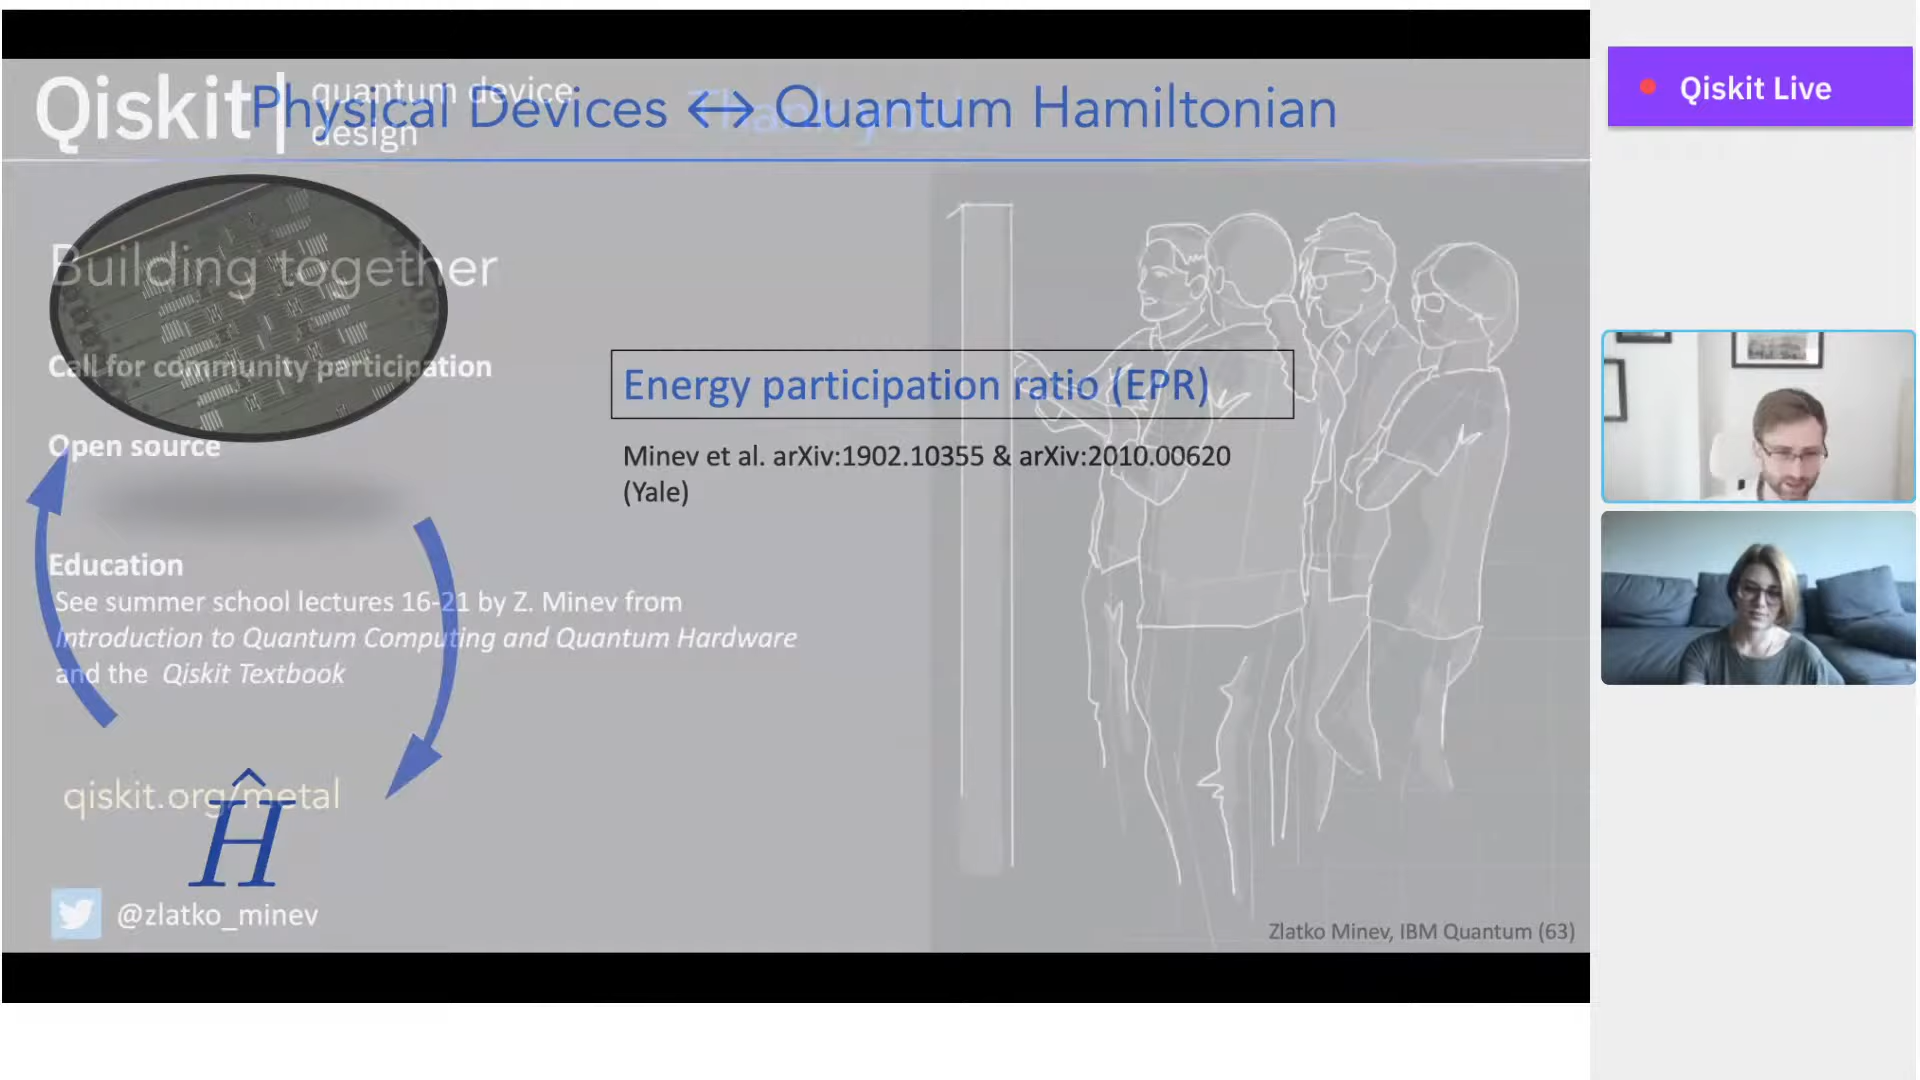 Qiskit|
quantum device
design
Physical Devices ↔ Quantum Hamiltonian
Thank you
Qiskit Live
Building together
Call for community participation
Energy participation ratio (EPR)
Open source
Minev et al. arXiv:1902.10355 & arXiv:2010.00620
(Yale)
Education
See summer school lectures 16-21 by Z. Minev from
Introduction to Quantum Computing and Quantum Hardware
and the Qiskit Textbook
qiskit.org/metal
Ĥ
@zlatko_minev
Zlatko Minev, IBM Quantum (63)